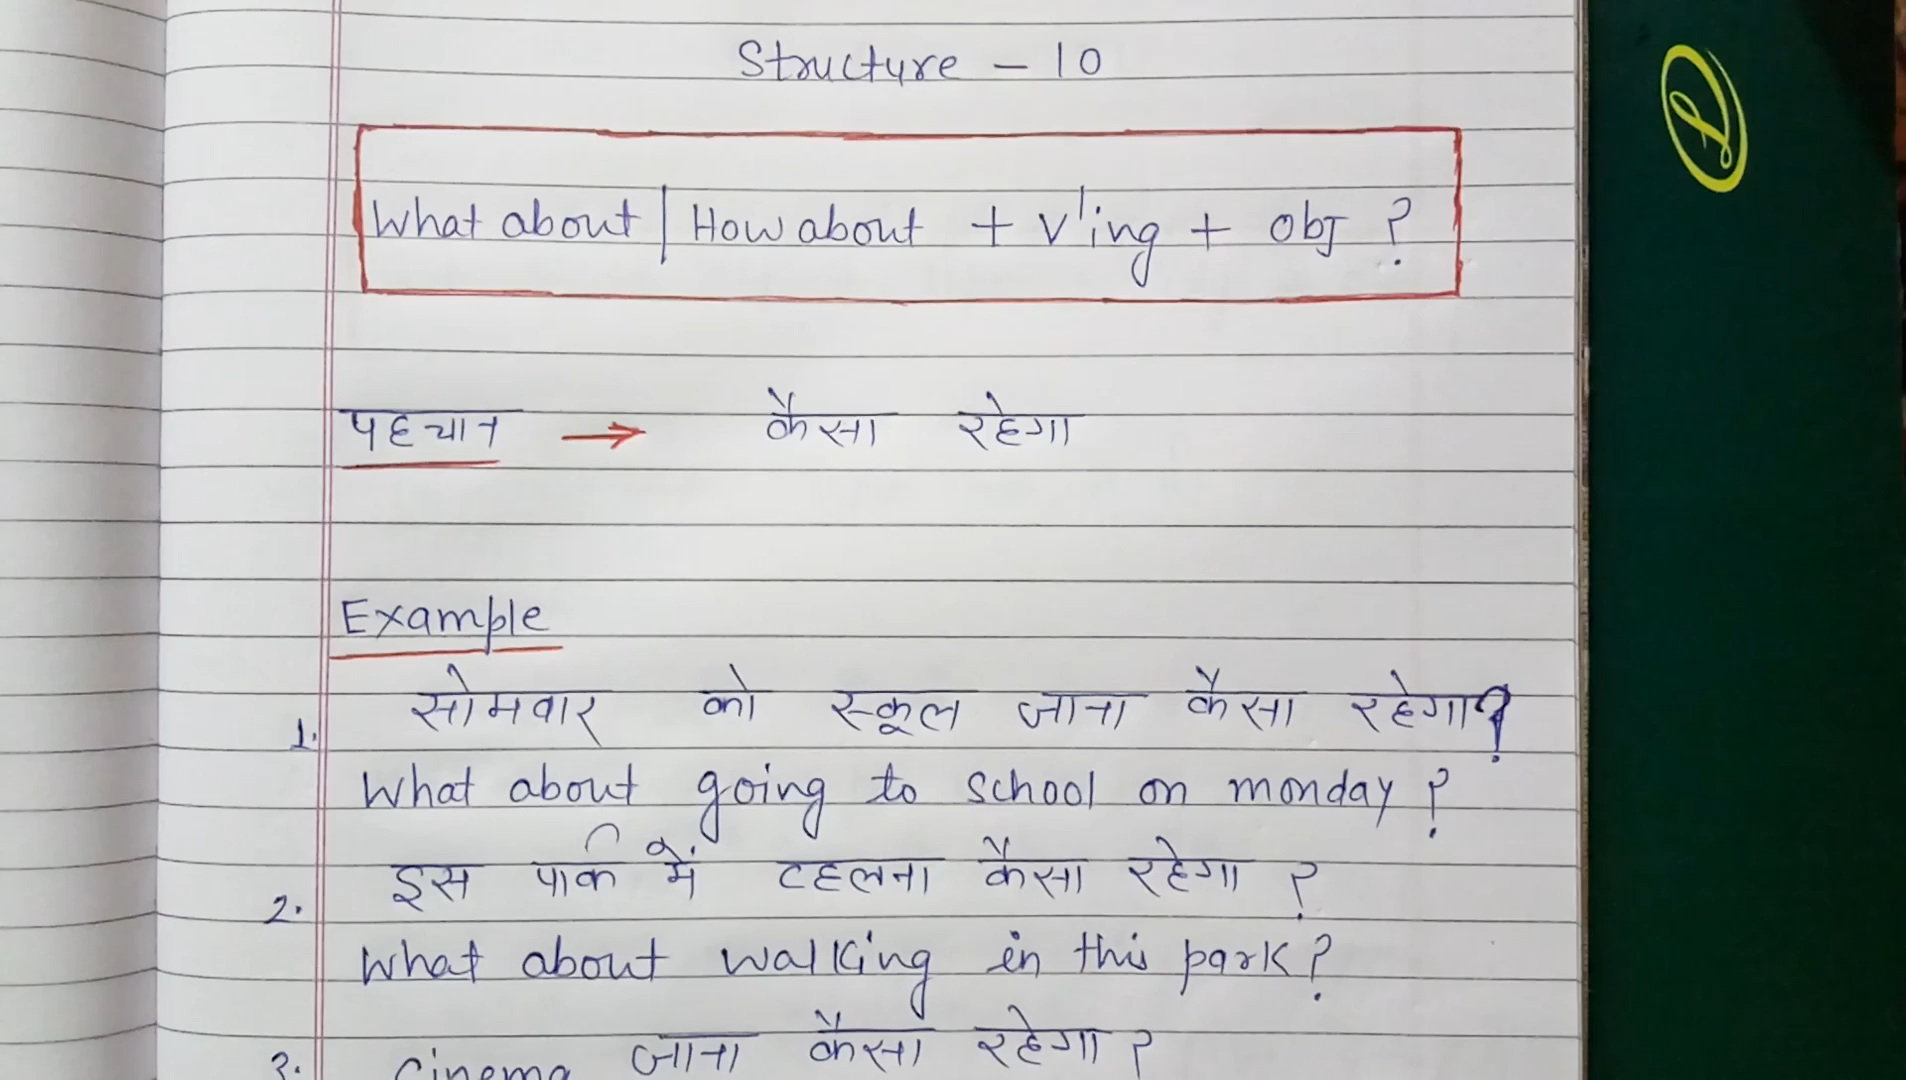 Structure - 10
What about | How about + V¹ing + obj ?
पहचान → कैसा रहेगा
Example
1. सोमवार को स्कूल जाना कैसा रहेगा?
What about going to school on monday ?
2. इस पार्क में टहलना कैसा रहेगा ?
What about walking in this park?
3. Cinema जाना कैसा रहेगा ?